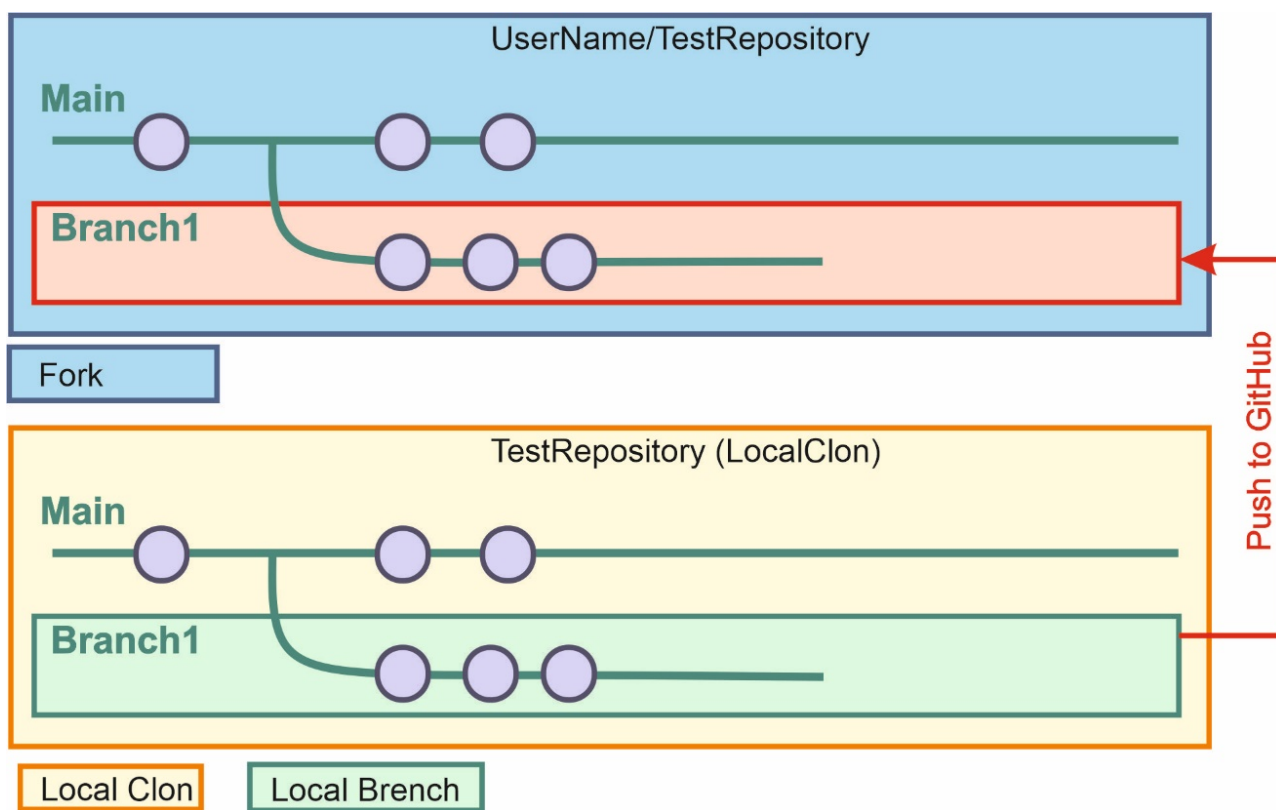 UserName/TestRepository
Main
Branch1
Fork
Push to GitHub
TestRepository (LocalClon)
Main
Branch1
Local Clon
Local Brench